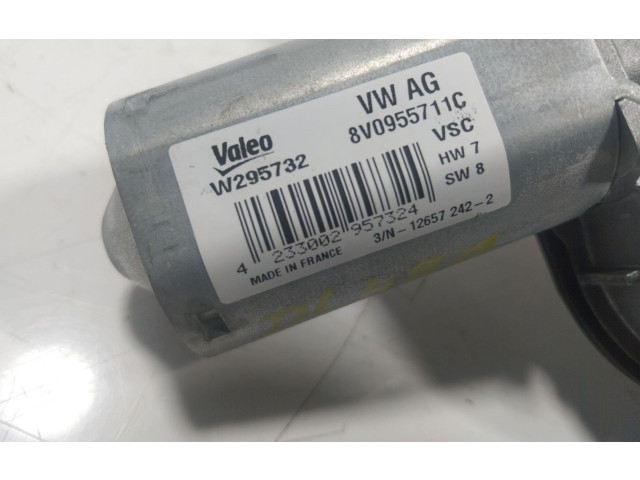 Valeo
VW AG
W295732
8V0955711C
VSC
HW 7
SW 8
4 233002 957324
MADE IN FRANCE
3/N - 12657 242-2